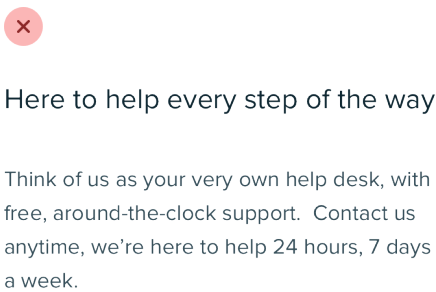 Here to help every step of the way
Think of us as your very own help desk, with
free, around-the-clock support.  Contact us
anytime, we’re here to help 24 hours, 7 days
a week.